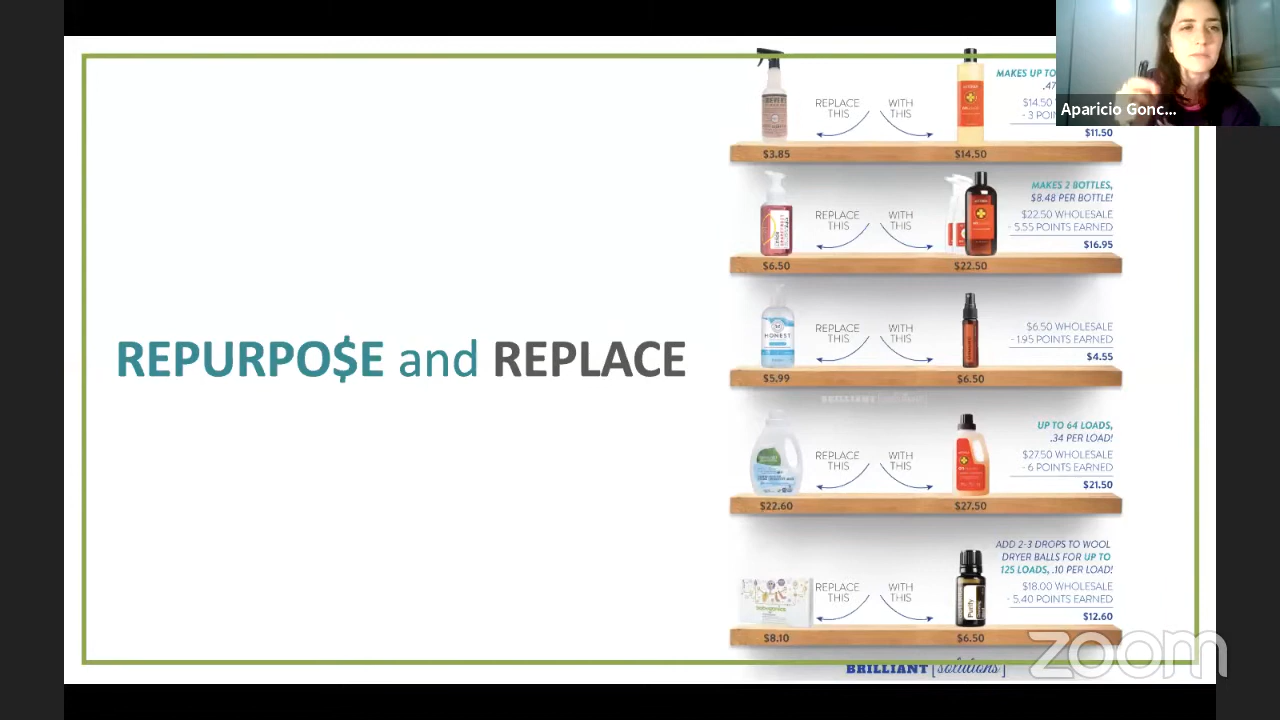 Aparicio Gonc...
REPURPO$E and REPLACE
MAKES UP TO
.47
REPLACE THIS
WITH THIS
$14.50
- 3 POIN
$11.50
$3.85
$14.50
MAKES 2 BOTTLES,
$8.48 PER BOTTLE!
REPLACE THIS
WITH THIS
$22.50 WHOLESALE
- 5.55 POINTS EARNED
$16.95
$6.50
$22.50
HONEST
REPLACE THIS
WITH THIS
$6.50 WHOLESALE
- 1.95 POINTS EARNED
$4.55
$5.99
$6.50
BRILLIANT
UP TO 64 LOADS,
.34 PER LOAD!
REPLACE THIS
WITH THIS
$27.50 WHOLESALE
- 6 POINTS EARNED
$21.50
$22.60
$27.50
ADD 2-3 DROPS TO WOOL
DRYER BALLS FOR UP TO
125 LOADS, .10 PER LOAD!
REPLACE THIS
WITH THIS
Purify
$18.00 WHOLESALE
- 5.40 POINTS EARNED
$12.60
$8.10
$6.50
BRILLIANT [solutions]
zoom